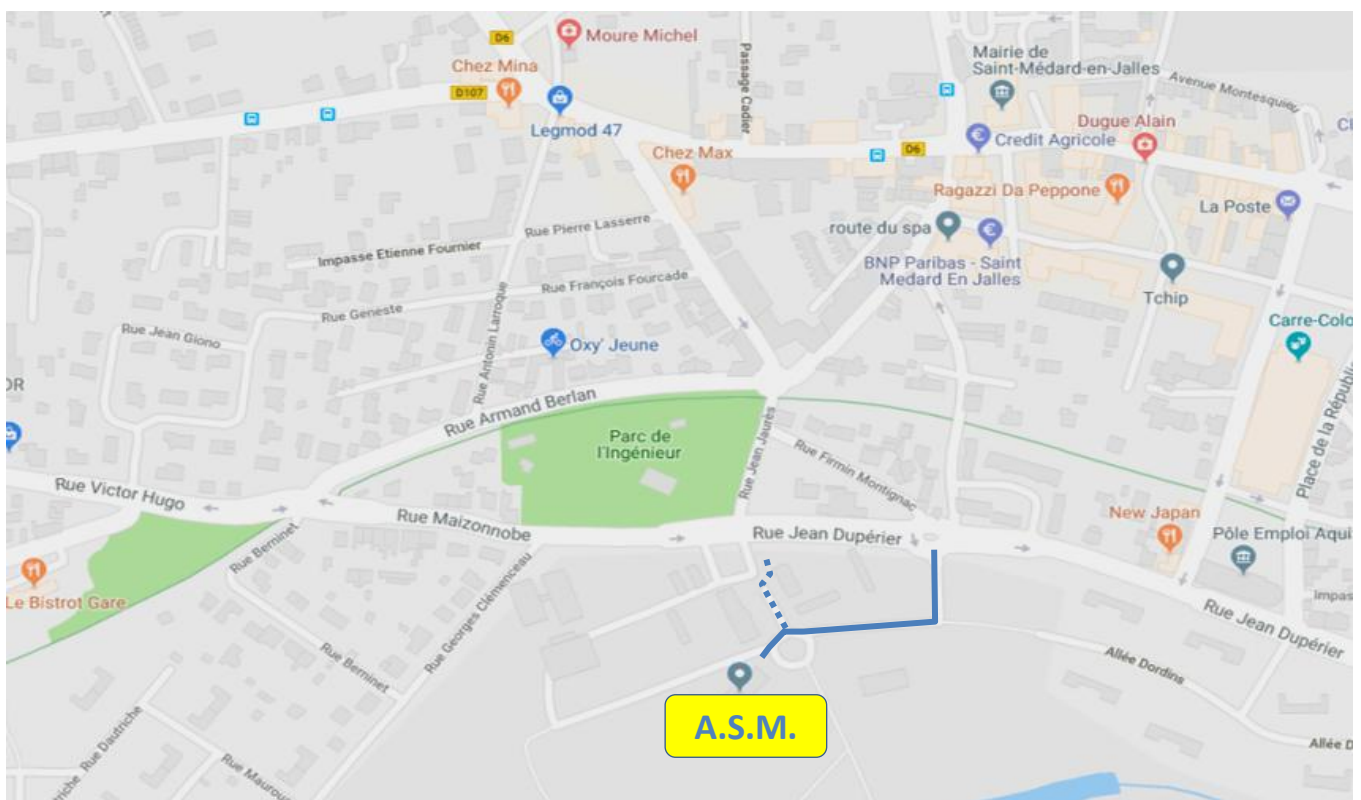 D6
Moure Michel
Chez Mina
D107
Legmod 47
Passage Cadier
Mairie de
Saint-Médard-en-Jalles
Avenue Montesquieu
Dugue Alain
Credit Agricole
Chez Max
D6
Ragazzi Da Peppone
La Poste
route du spa
BNP Paribas - Saint
Medard En Jalles
Tchip
Rue Pierre Lasserre
Impasse Etienne Fournier
Rue François Fourcade
Rue Geneste
Rue Jean Giono
Rue Antonin Larroque
Oxy' Jeune
Carre-Colo
Rue Armand Berlan
Parc de
l'Ingénieur
Rue Jean Jaurès
Rue Firmin Montignac
Place de la Républi
Rue Victor Hugo
Rue Maizonnobe
Rue Jean Dupérier
New Japan
Pôle Emploi Aqui
Rue Berninet
Le Bistrot Gare
Rue Georges Clémenceau
Impas
Rue Jean Dupérier
Rue Berninet
Allée Dordins
A.S.M.
Rue Dautriche
Allée D
Rue Mauro